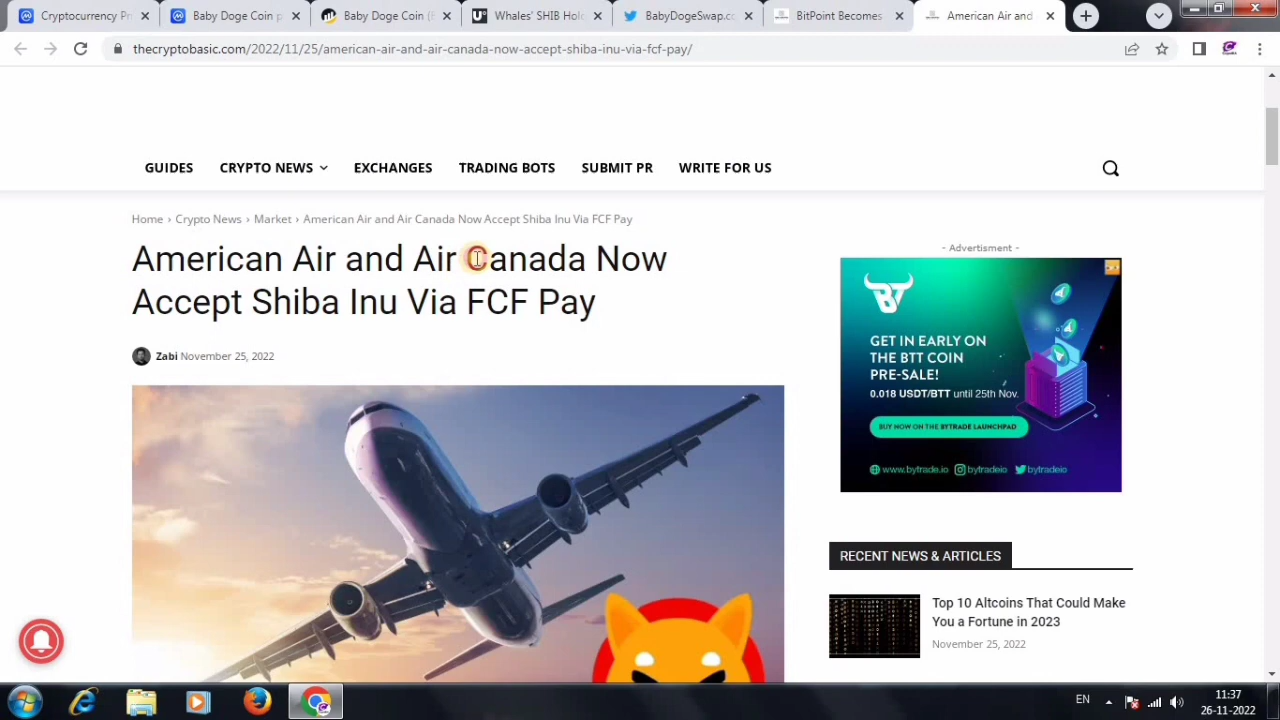 Currency Pr
Baby Doge Coin p
Baby Doge Coin (
Whales' SHIB
BabyDogeSwap.co
BitPoint Becomes
American Air and
thecryptobasic.com/2022/11/25/american-air-and-air-canada-now-accept-shiba-inu-via-fcf-pay/
GUIDES
CRYPTO NEWS
EXCHANGES
TRADING BOTS
SUBMIT PR
WRITE FOR US
Home › Crypto News › Market › American Air and Air Canada Now Accept Shiba Inu Via FCF Pay
American Air and Air Canada Now
Accept Shiba Inu Via FCF Pay
Zabi November 25, 2022
- Advertisment -
BT
GET IN EARLY ON
THE BTT COIN
PRE-SALE!
0.018 USDT/BTT until 25th Nov.
BUY NOW ON THE BYTRADE LAUNCHPAD
www.bytrade.io
bytradeio
bytradeio
RECENT NEWS & ARTICLES
Top 10 Altcoins That Could Make
You a Fortune in 2023
November 25, 2022
EN
11:37
26-11-2022